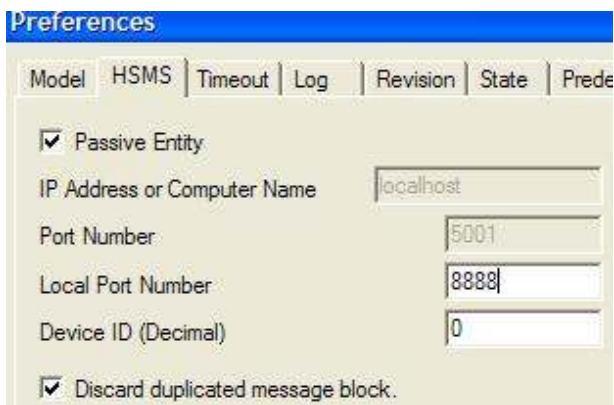 Preferences
Model HSMS Timeout Log Revision State Prede
Passive Entity
IP Address or Computer Name localhost
Port Number 5001
Local Port Number 8888
Device ID (Decimal) 0
Discard duplicated message block.